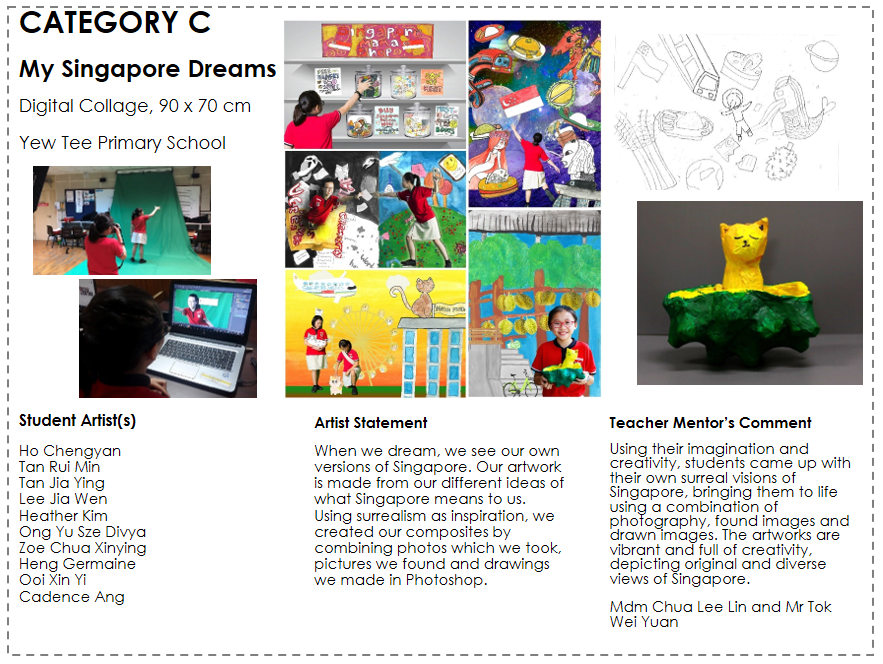 CATEGORY C
My Singapore Dreams
Digital Collage, 90 x 70 cm
Yew Tee Primary School
Student Artist(s)
Ho Chengyan
Tan Rui Min
Tan Jia Ying
Lee Jia Wen
Heather Kim
Ong Yu Sze Divya
Zoe Chua Xinying
Heng Germaine
Ooi Xin Yi
Cadence Ang
Artist Statement
When we dream, we see our own
versions of Singapore. Our artwork
is made from our different ideas of
what Singapore means to us.
Using surrealism as inspiration, we
created our composites by
combining photos which we took,
pictures we found and drawings
we made in Photoshop.
Teacher Mentor’s Comment
Using their imagination and
creativity, students came up with
their own surreal visions of
Singapore, bringing them to life
using a combination of
photography, found images and
drawn images. The artworks are
vibrant and full of creativity,
depicting original and diverse
views of Singapore.
Mdm Chua Lee Lin and Mr Tok
Wei Yuan